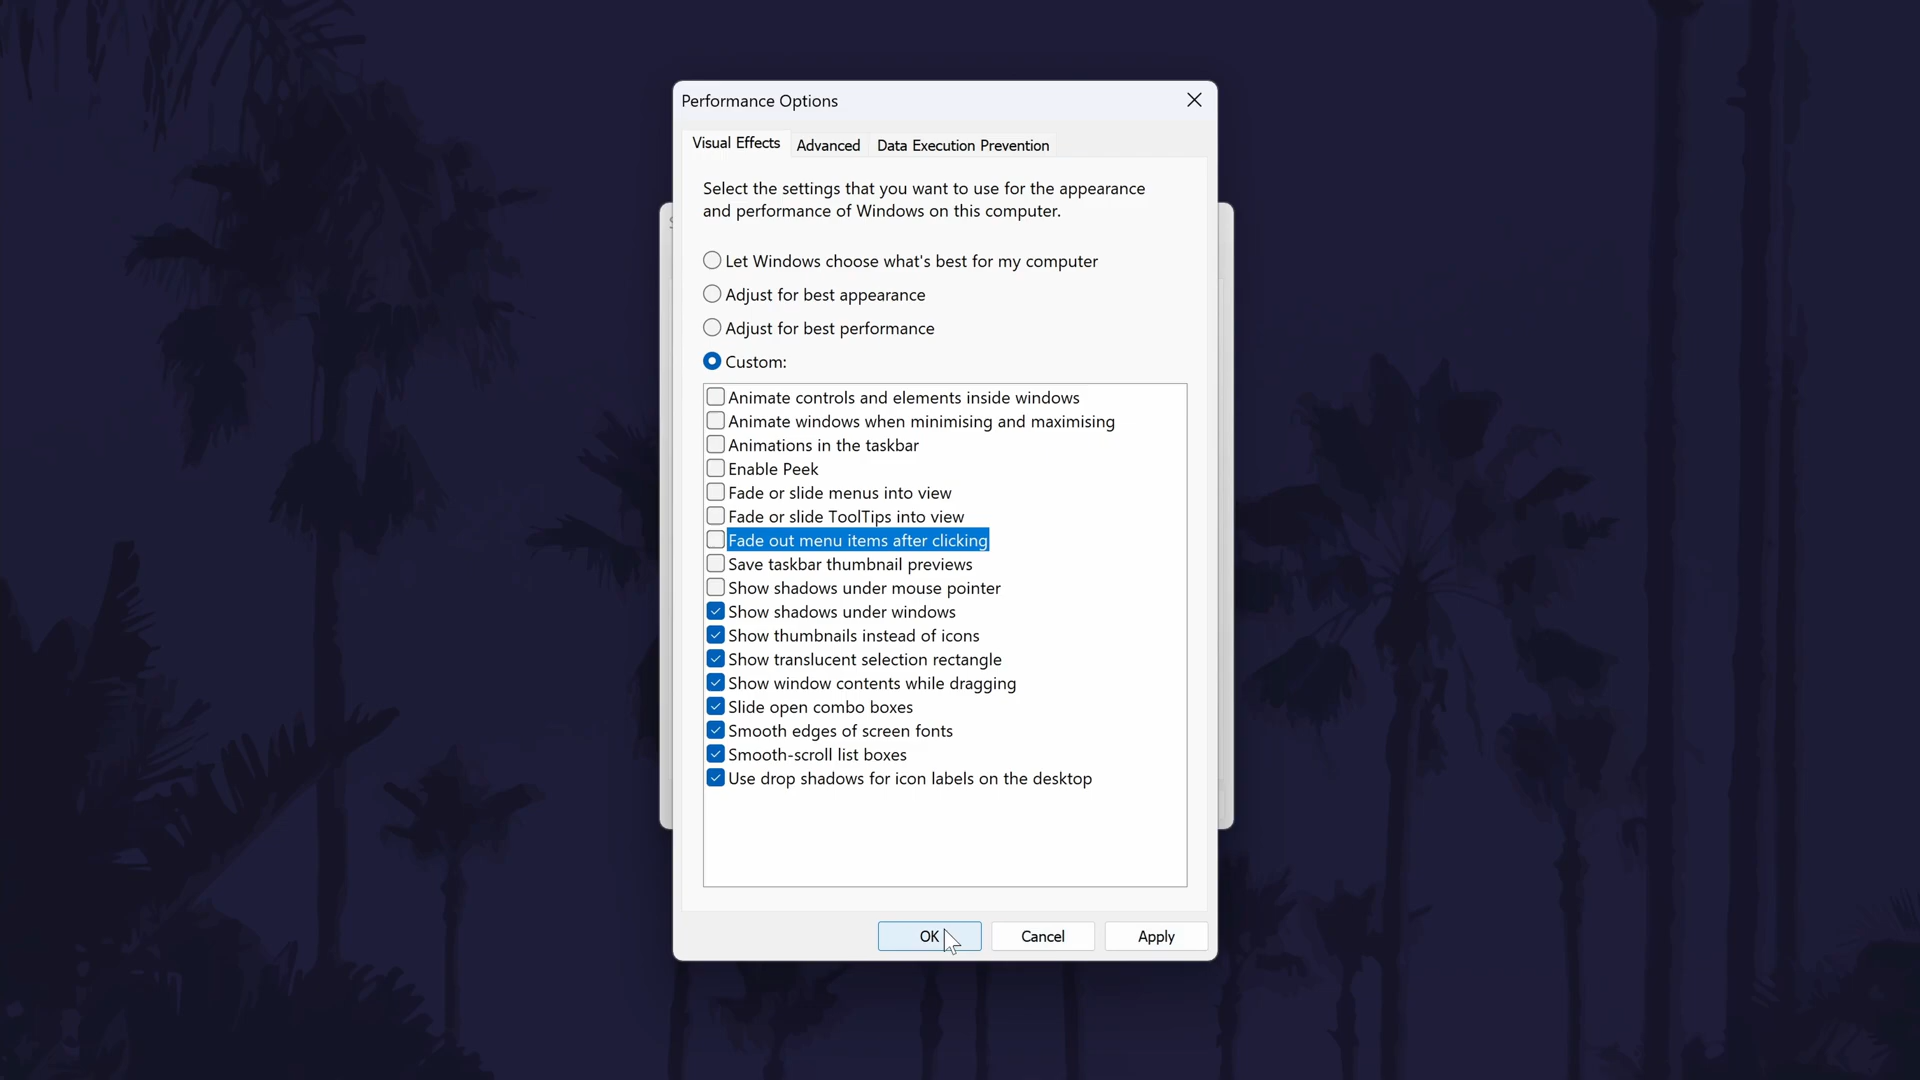 Performance Options
Visual Effects
Advanced
Data Execution Prevention
Select the settings that you want to use for the appearance
and performance of Windows on this computer.
Let Windows choose what's best for my computer
Adjust for best appearance
Adjust for best performance
Custom:
Animate controls and elements inside windows
Animate windows when minimising and maximising
Animations in the taskbar
Enable Peek
Fade or slide menus into view
Fade or slide ToolTips into view
Fade out menu items after clicking
Save taskbar thumbnail previews
Show shadows under mouse pointer
Show shadows under windows
Show thumbnails instead of icons
Show translucent selection rectangle
Show window contents while dragging
Slide open combo boxes
Smooth edges of screen fonts
Smooth-scroll list boxes
Use drop shadows for icon labels on the desktop
OK
Cancel
Apply